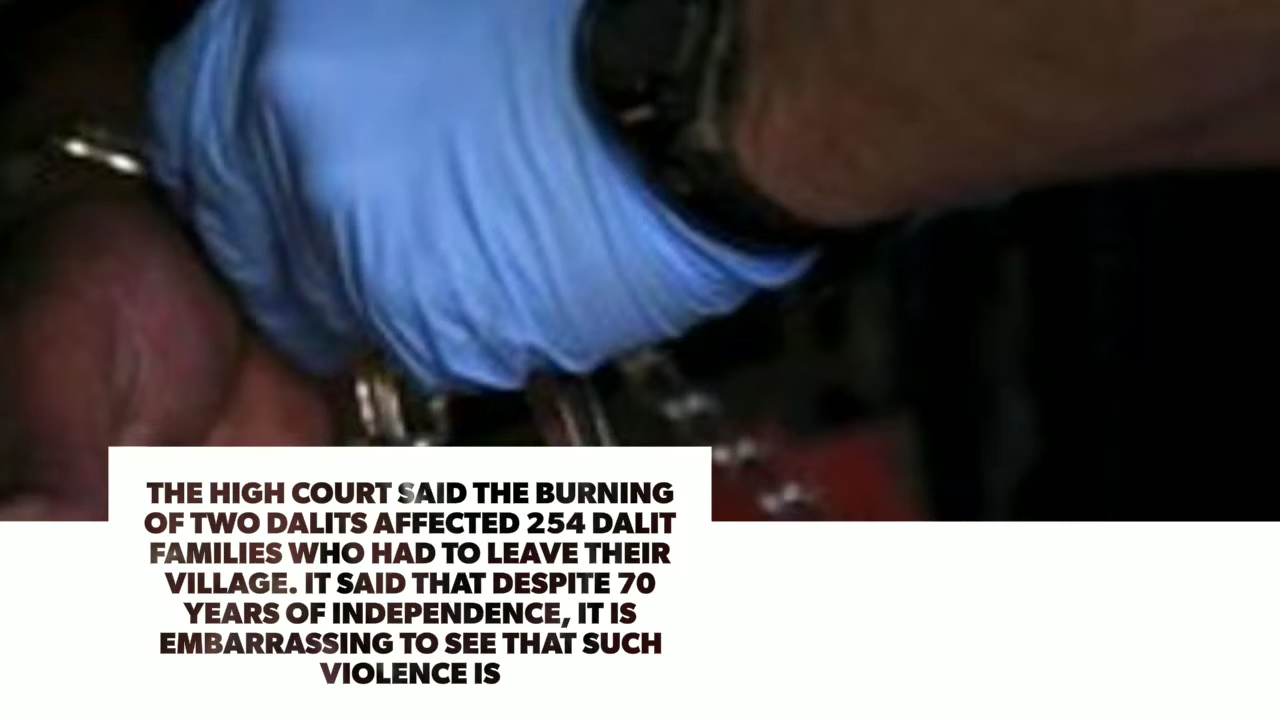 THE HIGH COURT SAID THE BURNING
OF TWO DALITS AFFECTED 254 DALIT
FAMILIES WHO HAD TO LEAVE THEIR
VILLAGE. IT SAID THAT DESPITE 70
YEARS OF INDEPENDENCE, IT IS
EMBARRASSING TO SEE THAT SUCH
VIOLENCE IS